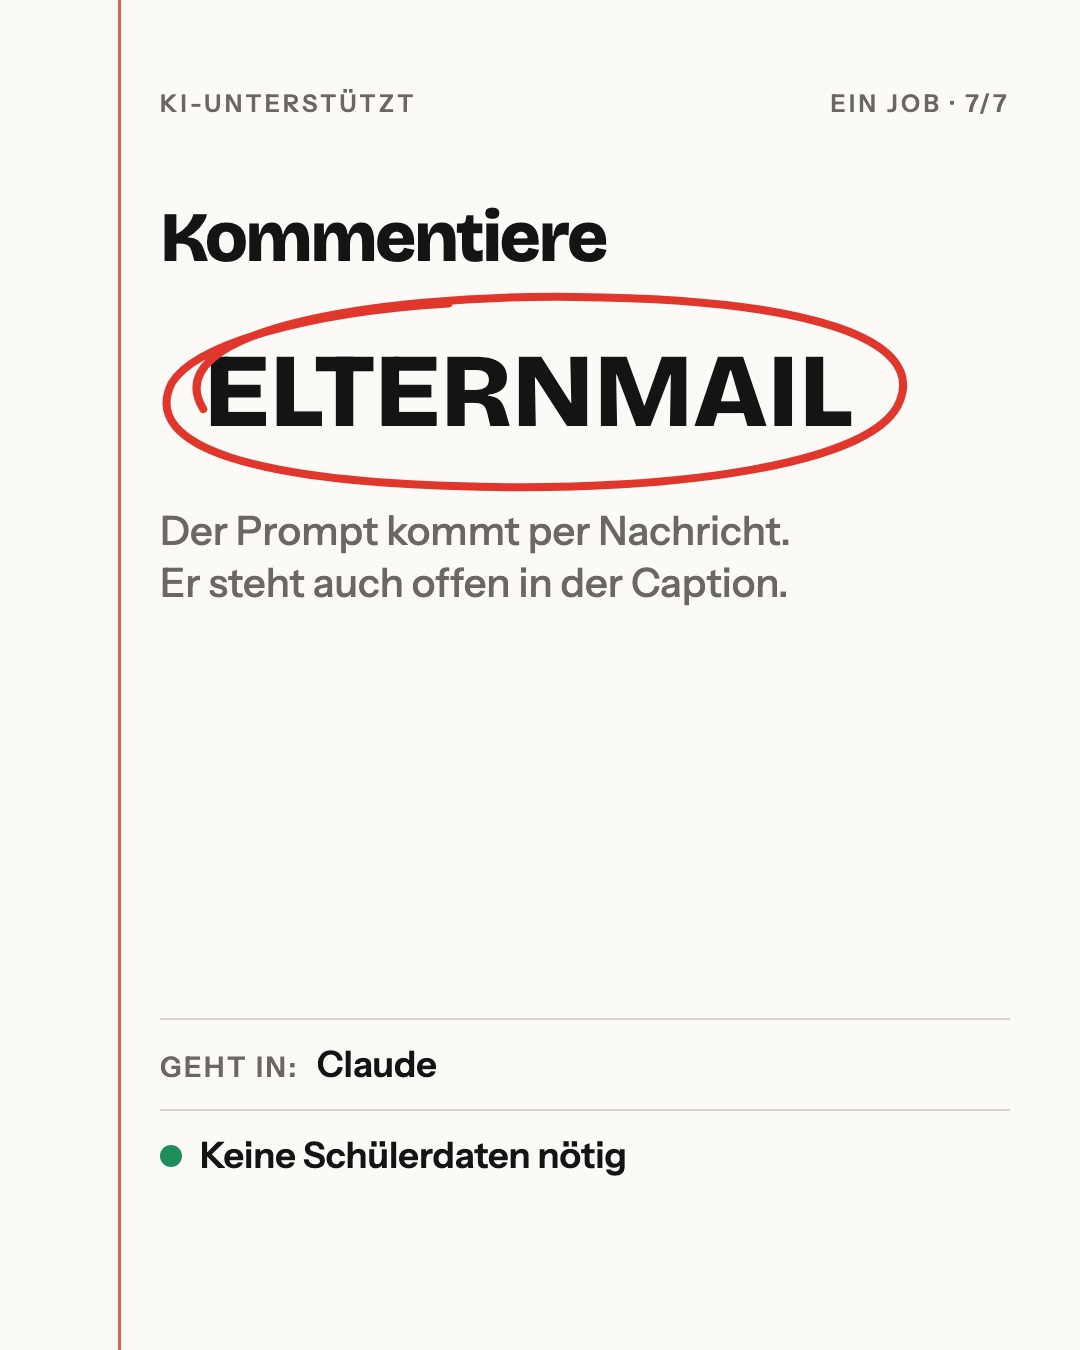 KI-UNTERSTÜTZT
EIN JOB · 7/7
Kommentiere
ELTERNMAIL
Der Prompt kommt per Nachricht.
Er steht auch offen in der Caption.
GEHT IN: Claude
Keine Schülerdaten nötig